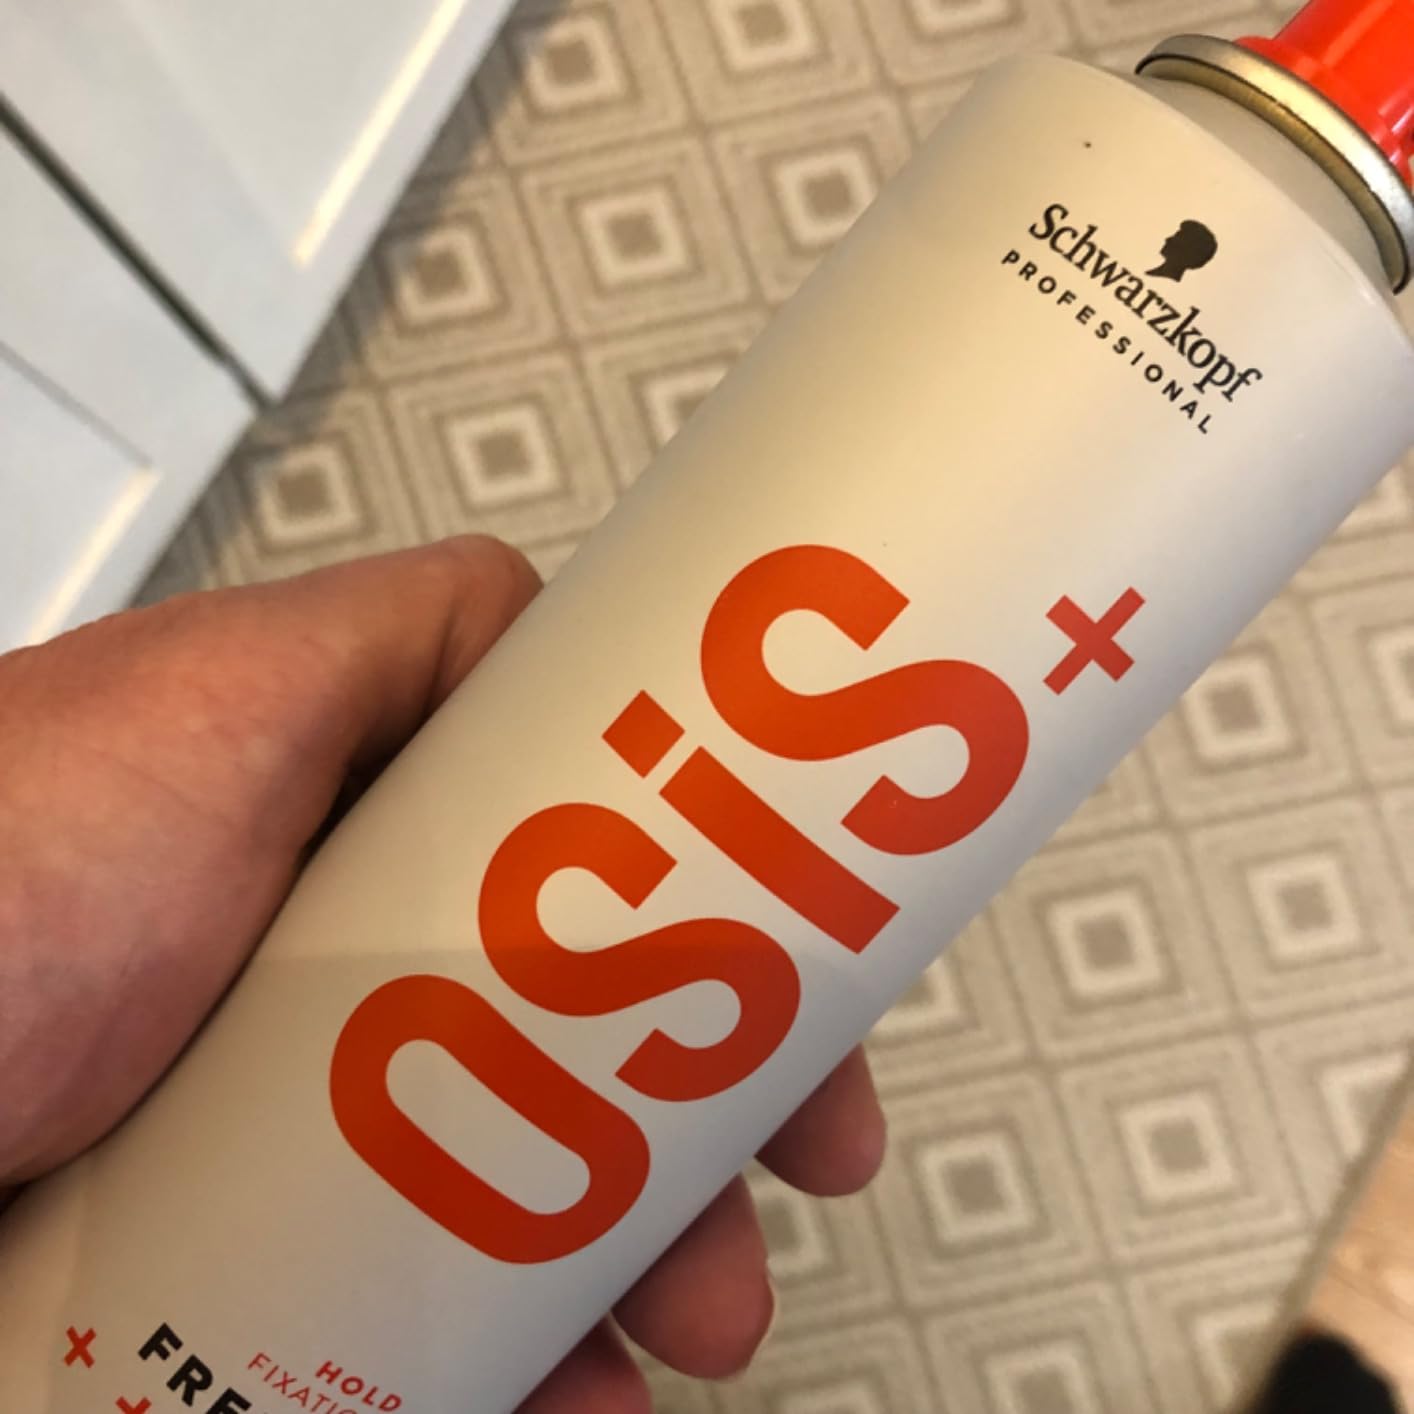 Schwarzkopf
PROFESSIONAL
OSiS+
HOLD